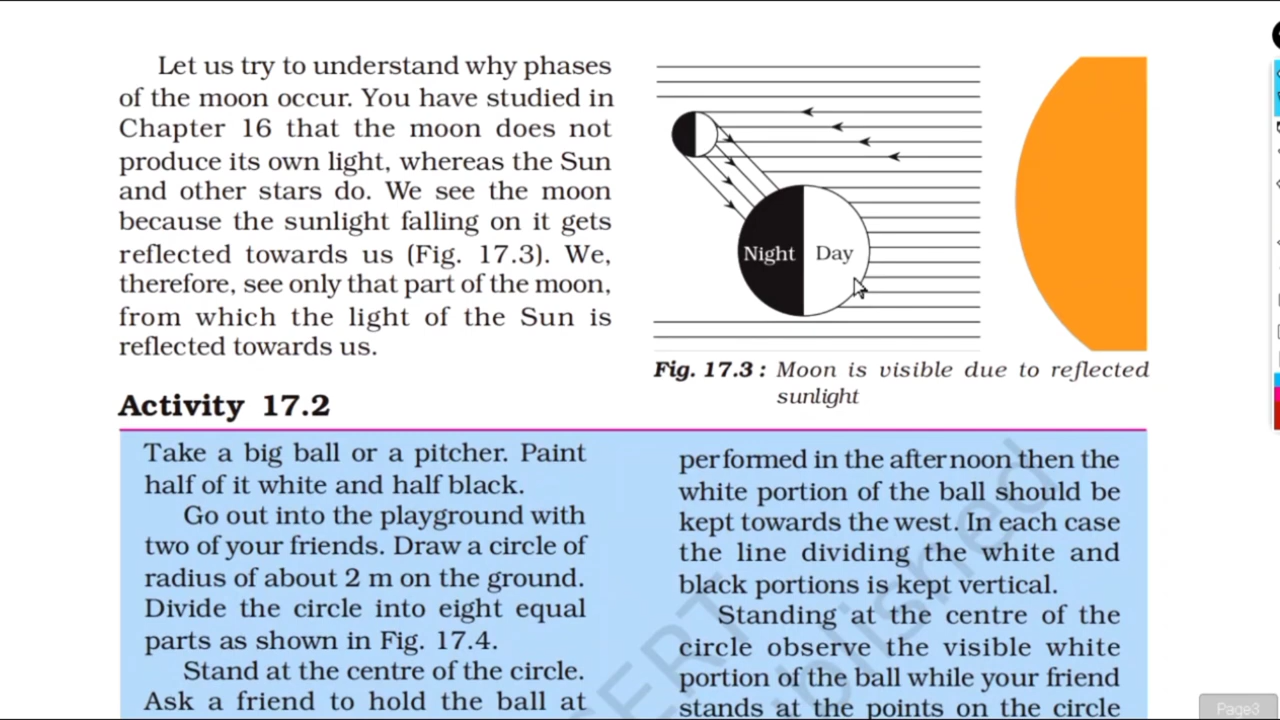 Let us try to understand why phases
of the moon occur. You have studied in
Chapter 16 that the moon does not
produce its own light, whereas the Sun
and other stars do. We see the moon
because the sunlight falling on it gets
reflected towards us (Fig. 17.3). We,
therefore, see only that part of the moon,
from which the light of the Sun is
reflected towards us.
Night Day
Fig. 17.3 : Moon is visible due to reflected
sunlight
Activity 17.2
Take a big ball or a pitcher. Paint
half of it white and half black.
Go out into the playground with
two of your friends. Draw a circle of
radius of about 2 m on the ground.
Divide the circle into eight equal
parts as shown in Fig. 17.4.
Stand at the centre of the circle.
Ask a friend to hold the ball at
performed in the afternoon then the
white portion of the ball should be
kept towards the west. In each case
the line dividing the white and
black portions is kept vertical.
Standing at the centre of the
circle observe the visible white
portion of the ball while your friend
stands at the points on the circle
Page3